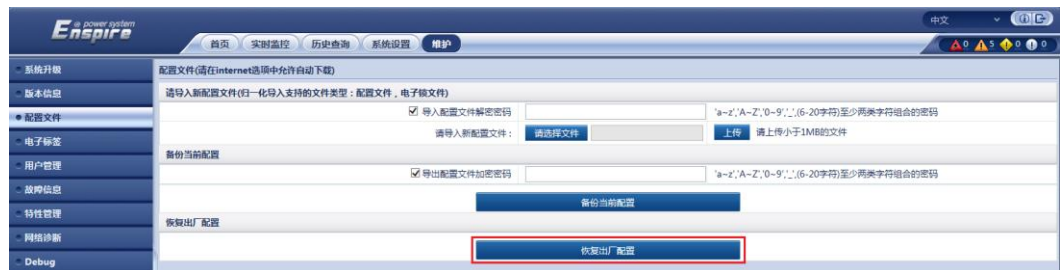 e power system
Enspire
中文
首页 实时监控 历史查询 系统设置 维护
0 5 0 0
系统升级
版本信息
配置文件
电子标签
用户管理
故障信息
特性管理
网络诊断
Debug
配置文件(请在internet选项中允许自动下载)
请导入新配置文件(归一化导入支持的文件类型：配置文件，电子锁文件)
导入配置文件解密密码 'a~z','A~Z','0~9','_',(6-20字符)至少两类字符组合的密码
请导入新配置文件： 请选择文件 上传 请上传小于1MB的文件
备份当前配置
导出配置文件加密密码 'a~z','A~Z','0~9','_',(6-20字符)至少两类字符组合的密码
备份当前配置
恢复出厂配置
恢复出厂配置